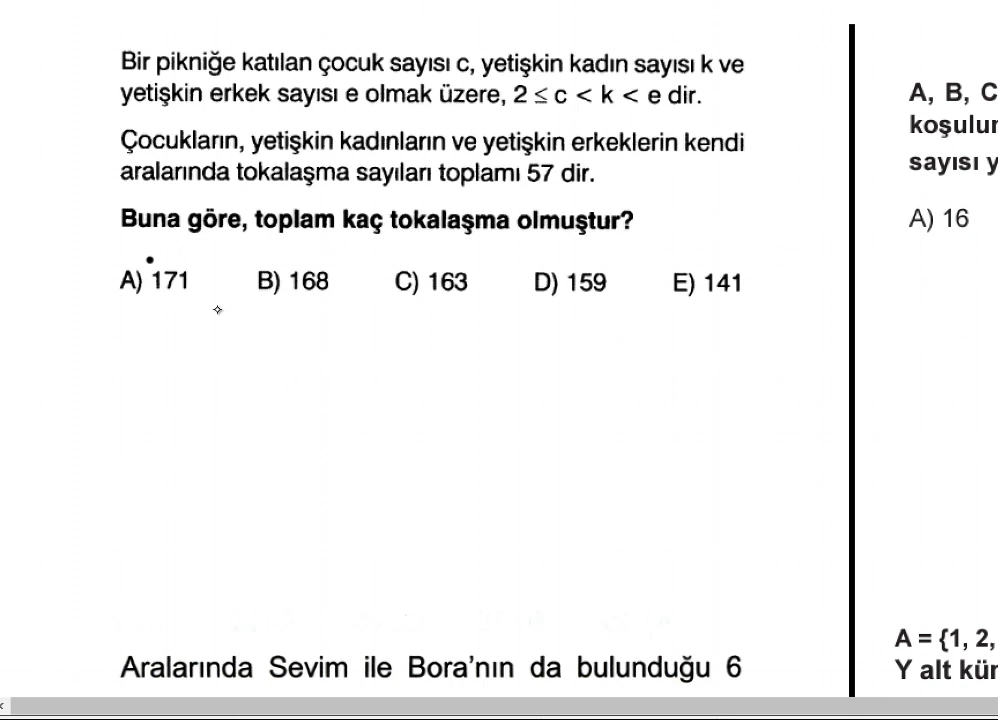 Bir pikniğe katılan çocuk sayısı c, yetişkin kadın sayısı k ve
yetişkin erkek sayısı e olmak üzere, 2 ≤ c < k < e dir.
Çocukların, yetişkin kadınların ve yetişkin erkeklerin kendi
aralarında tokalaşma sayıları toplamı 57 dir.
Buna göre, toplam kaç tokalaşma olmuştur?
A) 171 B) 168 C) 163 D) 159 E) 141
Aralarında Sevim ile Bora'nın da bulunduğu 6
A, B, C
koşulur
sayısı y
A) 16
A = {1, 2,
Y alt kür